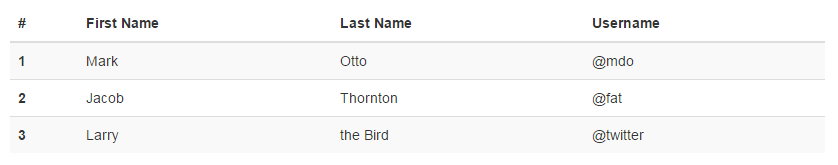 # First Name Last Name Username
1 Mark Otto @mdo
2 Jacob Thornton @fat
3 Larry the Bird @twitter